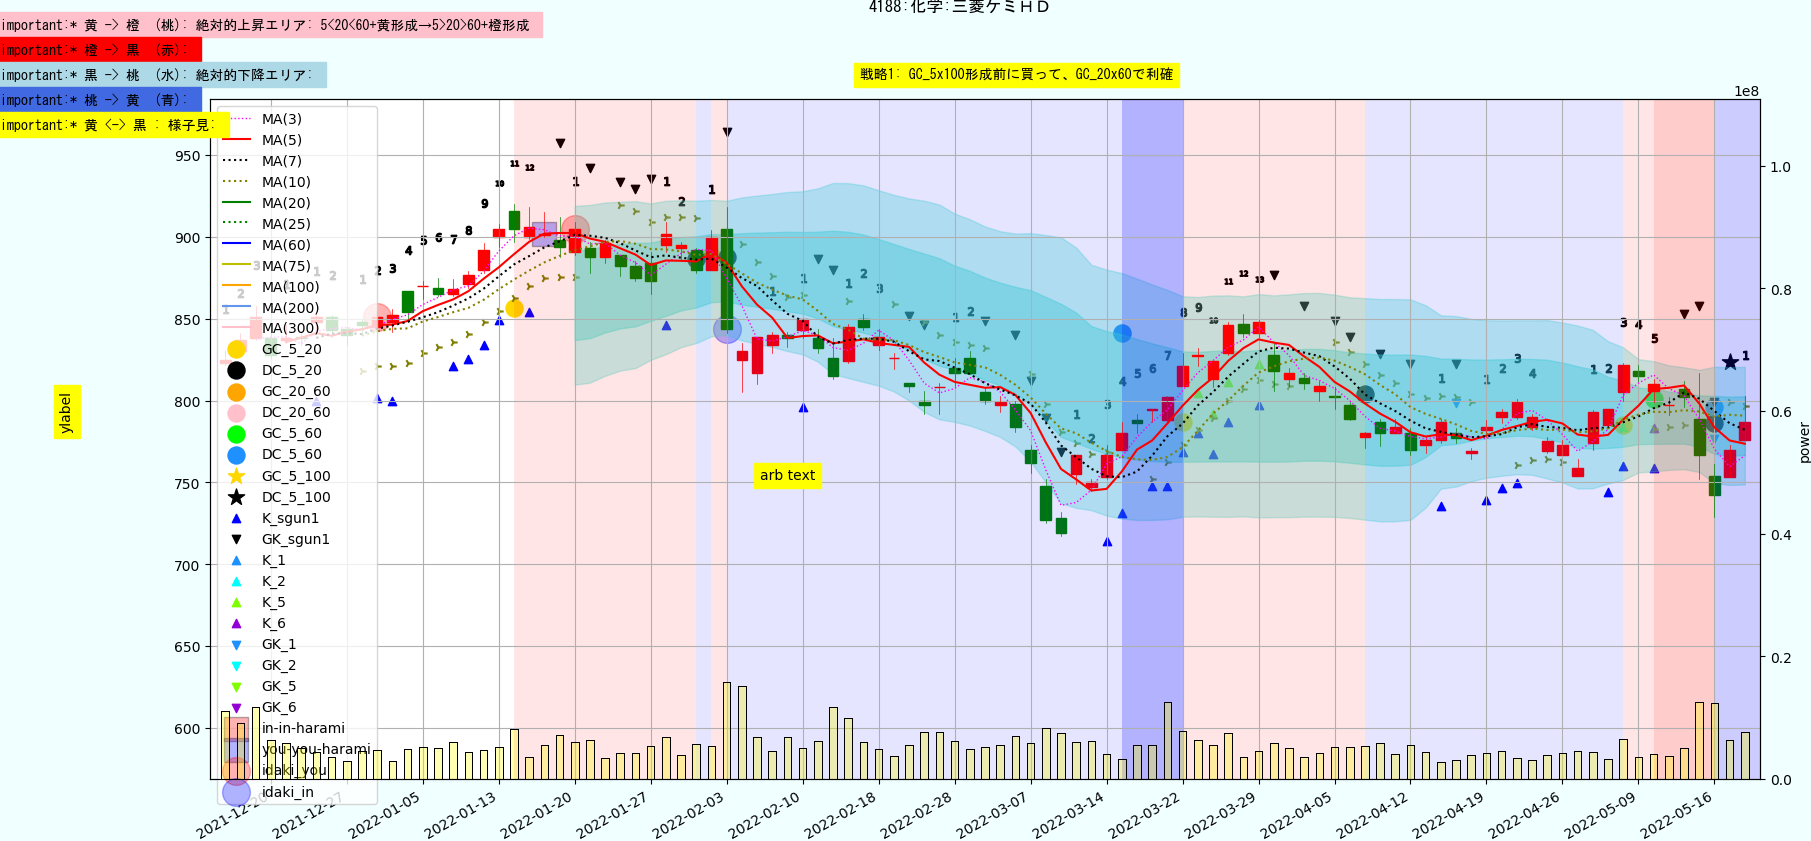 4188:化学:三菱ケミＨＤ
important:* 黄 -> 橙 （桃）: 絶対的上昇エリア: 5<20<60+黄形成→5>20>60+橙形成
important:* 橙 -> 黒 （赤）:
important:* 黒 -> 桃 （水）: 絶対的下降エリア:
important:* 桃 -> 黄 （青）:
important:* 黄 <-> 黒 : 様子見:
戦略1: GC_5x100形成前に買って、GC_20x60で利確
1e8
MA(3)
MA(5)
MA(7)
MA(10)
MA(20)
MA(25)
MA(60)
MA(75)
MA(100)
MA(200)
MA(300)
GC_5_20
DC_5_20
GC_20_60
DC_20_60
GC_5_60
DC_5_60
GC_5_100
DC_5_100
K_sgun1
GK_sgun1
K_1
K_2
K_5
K_6
GK_1
GK_2
GK_5
GK_6
in-in-harami
you-you-harami
idaki_you
idaki_in
950
900
850
800
750
700
650
600
ylabel
arb text
1.0
0.8
0.6
0.4
0.2
0.0
power
2021-12-20
2021-12-27
2022-01-05
2022-01-13
2022-01-20
2022-01-27
2022-02-03
2022-02-10
2022-02-18
2022-02-28
2022-03-07
2022-03-14
2022-03-22
2022-03-29
2022-04-05
2022-04-12
2022-04-19
2022-04-26
2022-05-09
2022-05-16